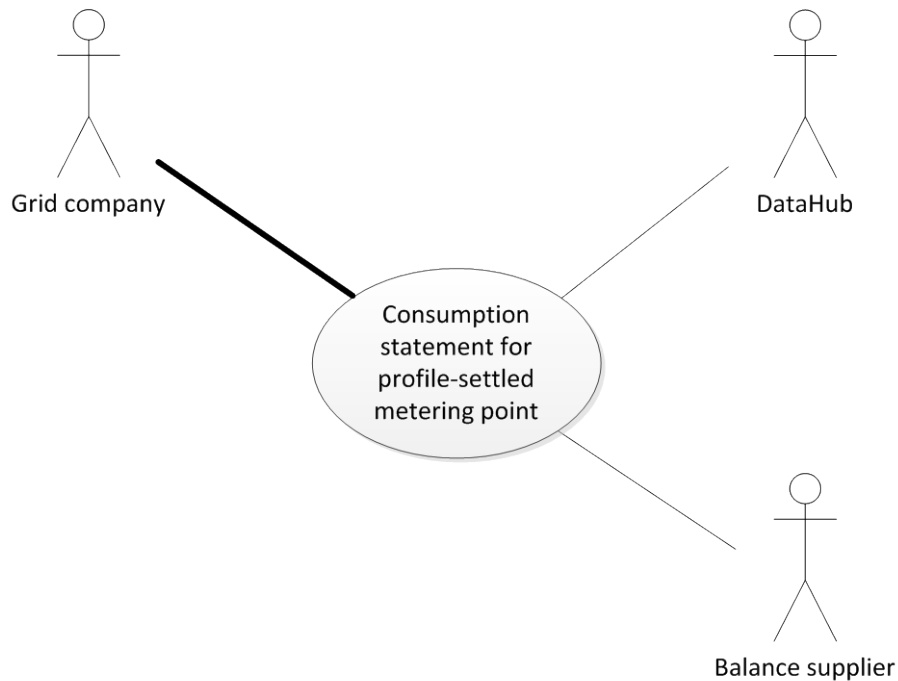 Grid company
DataHub
Consumption
statement for
profile-settled
metering point
Balance supplier